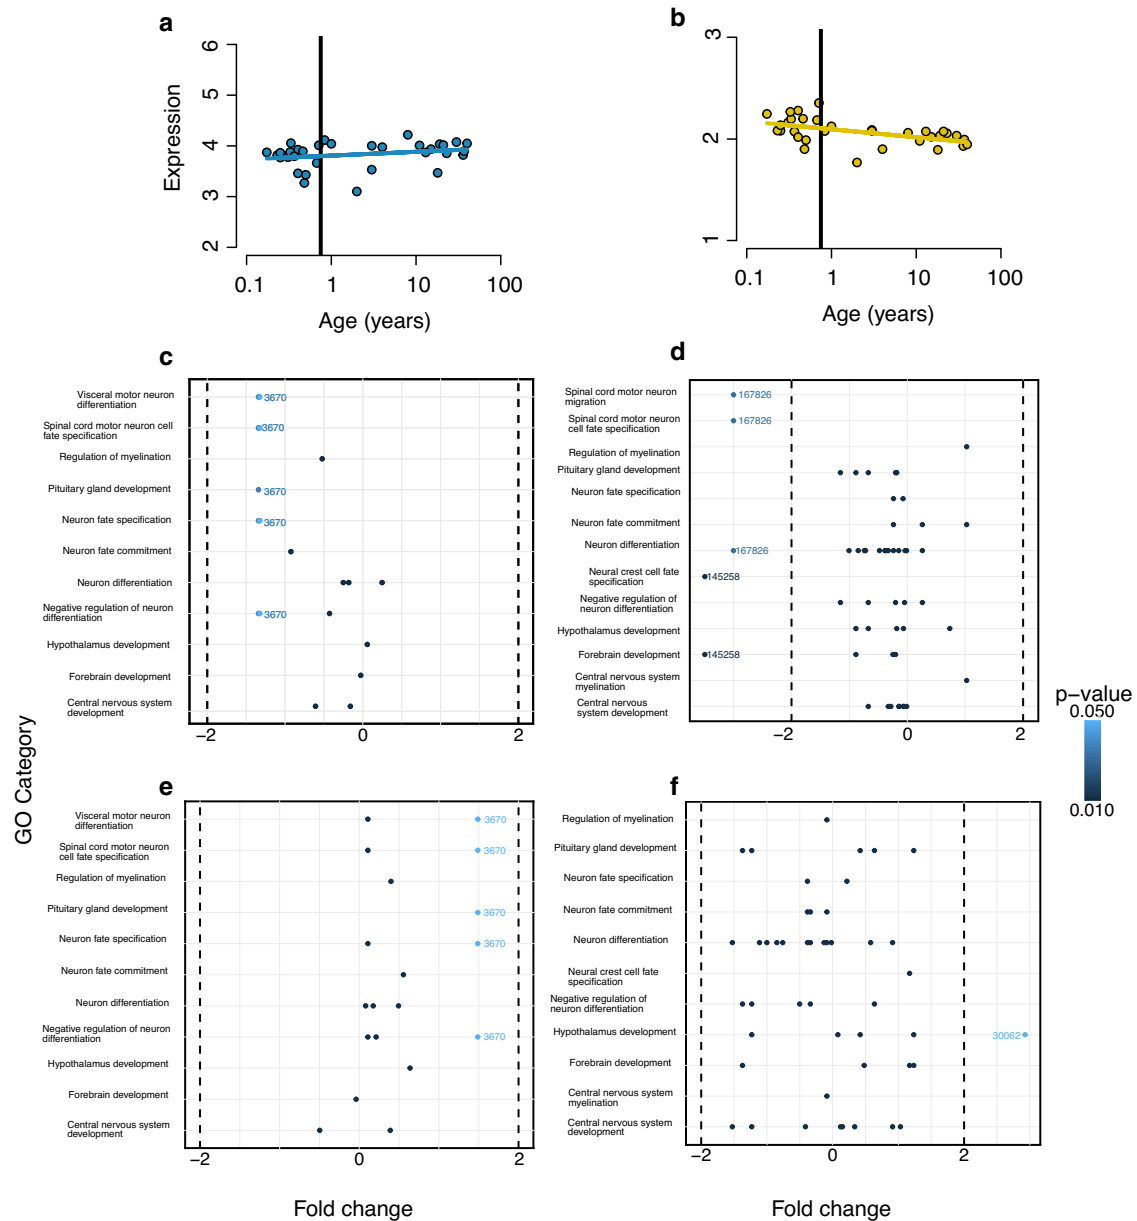 a
b
6
5
4
3
2
Expression
0.1
1
10
100
Age (years)
3
2
1
0.1
1
10
100
Age (years)
c
Visceral motor neuron
differentiation
Spinal cord motor neuron cell
fate specification
Regulation of myelination
Pituitary gland development
Neuron fate specification
Neuron fate commitment
Neuron differentiation
Negative regulation of neuron
differentiation
Hypothalamus development
Forebrain development
Central nervous system
development
3670
3670
3670
3670
3670
−2
0
2
d
Spinal cord motor neuron
migration
Spinal cord motor neuron
cell fate specification
Regulation of myelination
Pituitary gland development
Neuron fate specification
Neuron fate commitment
Neuron differentiation
Neural crest cell fate
specification
Negative regulation of
neuron differentiation
Hypothalamus development
Forebrain development
Central nervous system
myelination
Central nervous
system development
167826
167826
167826
145258
145258
−2
0
2
p−value
0.050
0.010
GO Category
e
Visceral motor neuron
differentiation
Spinal cord motor neuron
cell fate specification
Regulation of myelination
Pituitary gland development
Neuron fate specification
Neuron fate commitment
Neuron differentiation
Negative regulation of neuron
differentiation
Hypothalamus development
Forebrain development
Central nervous system
development
3670
3670
3670
3670
3670
−2
0
2
Fold change
f
Regulation of myelination
Pituitary gland development
Neuron fate specification
Neuron fate commitment
Neuron differentiation
Neural crest cell fate
specification
Negative regulation of
neuron differentiation
Hypothalamus development
Forebrain development
Central nervous system
myelination
Central nervous system
development
30062
−2
0
2
Fold change